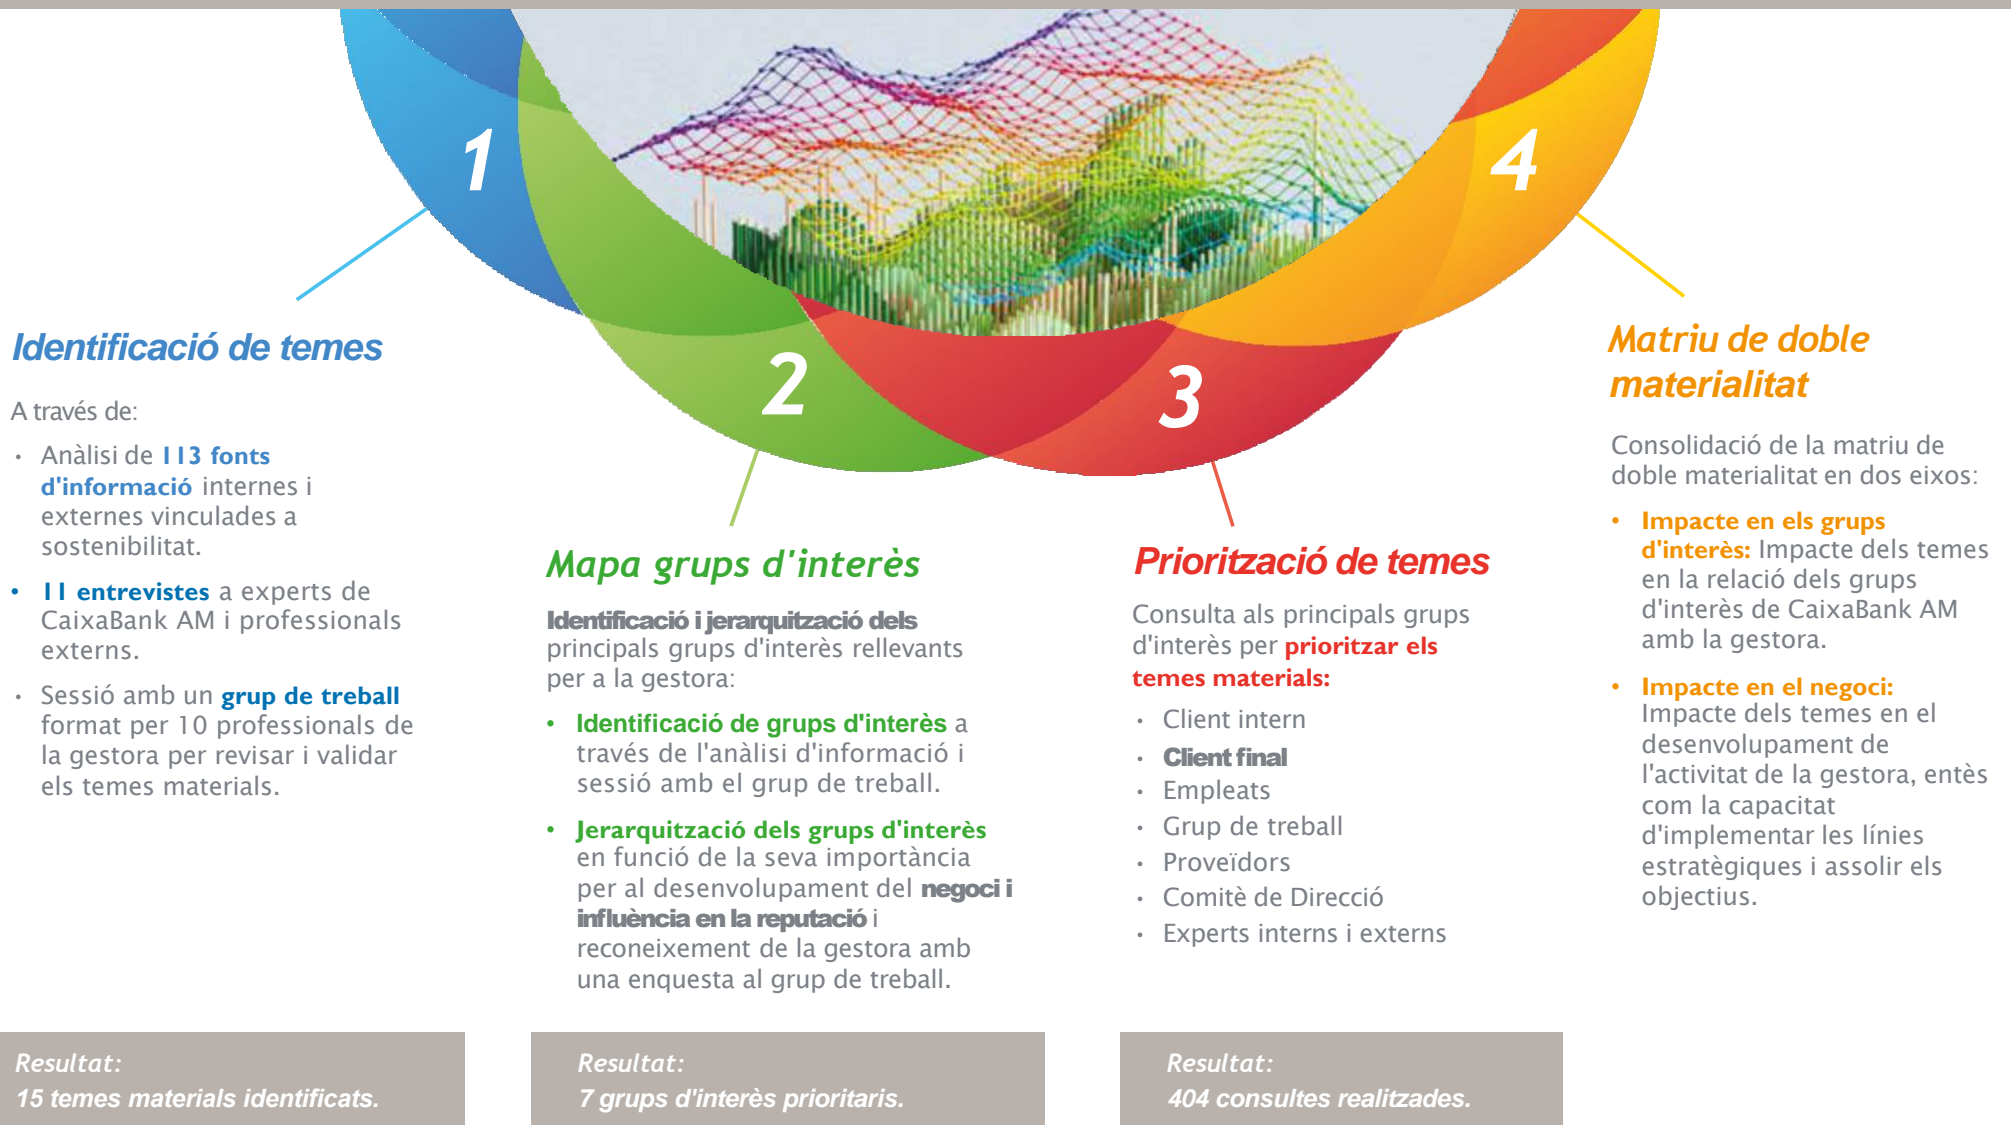 1
2
3
4
Identificació de temes
A través de:
• Anàlisi de 113 fonts
d'informació internes i
externes vinculades a
sostenibilitat.
• 11 entrevistes a experts de
CaixaBank AM i professionals
externs.
• Sessió amb un grup de treball
format per 10 professionals de
la gestora per revisar i validar
els temes materials.
Resultat:
15 temes materials identificats.
Mapa grups d'interès
Identificació i jerarquització dels
principals grups d'interès rellevants
per a la gestora:
• Identificació de grups d'interès a
través de l'anàlisi d'informació i
sessió amb el grup de treball.
• Jerarquització dels grups d'interès
en funció de la seva importància
per al desenvolupament del negoci i
influència en la reputació i
reconeixement de la gestora amb
una enquesta al grup de treball.
Resultat:
7 grups d'interès prioritaris.
Priorització de temes
Consulta als principals grups
d'interès per prioritzar els
temes materials:
• Client intern
• Client final
• Empleats
• Grup de treball
• Proveïdors
• Comitè de Direcció
• Experts interns i externs
Resultat:
404 consultes realitzades.
Matriu de doble
materialitat
Consolidació de la matriu de
doble materialitat en dos eixos:
• Impacte en els grups
d'interès: Impacte dels temes
en la relació dels grups
d'interès de CaixaBank AM
amb la gestora.
• Impacte en el negoci:
Impacte dels temes en el
desenvolupament de
l'activitat de la gestora, entès
com la capacitat
d'implementar les línies
estratègiques i assolir els
objectius.